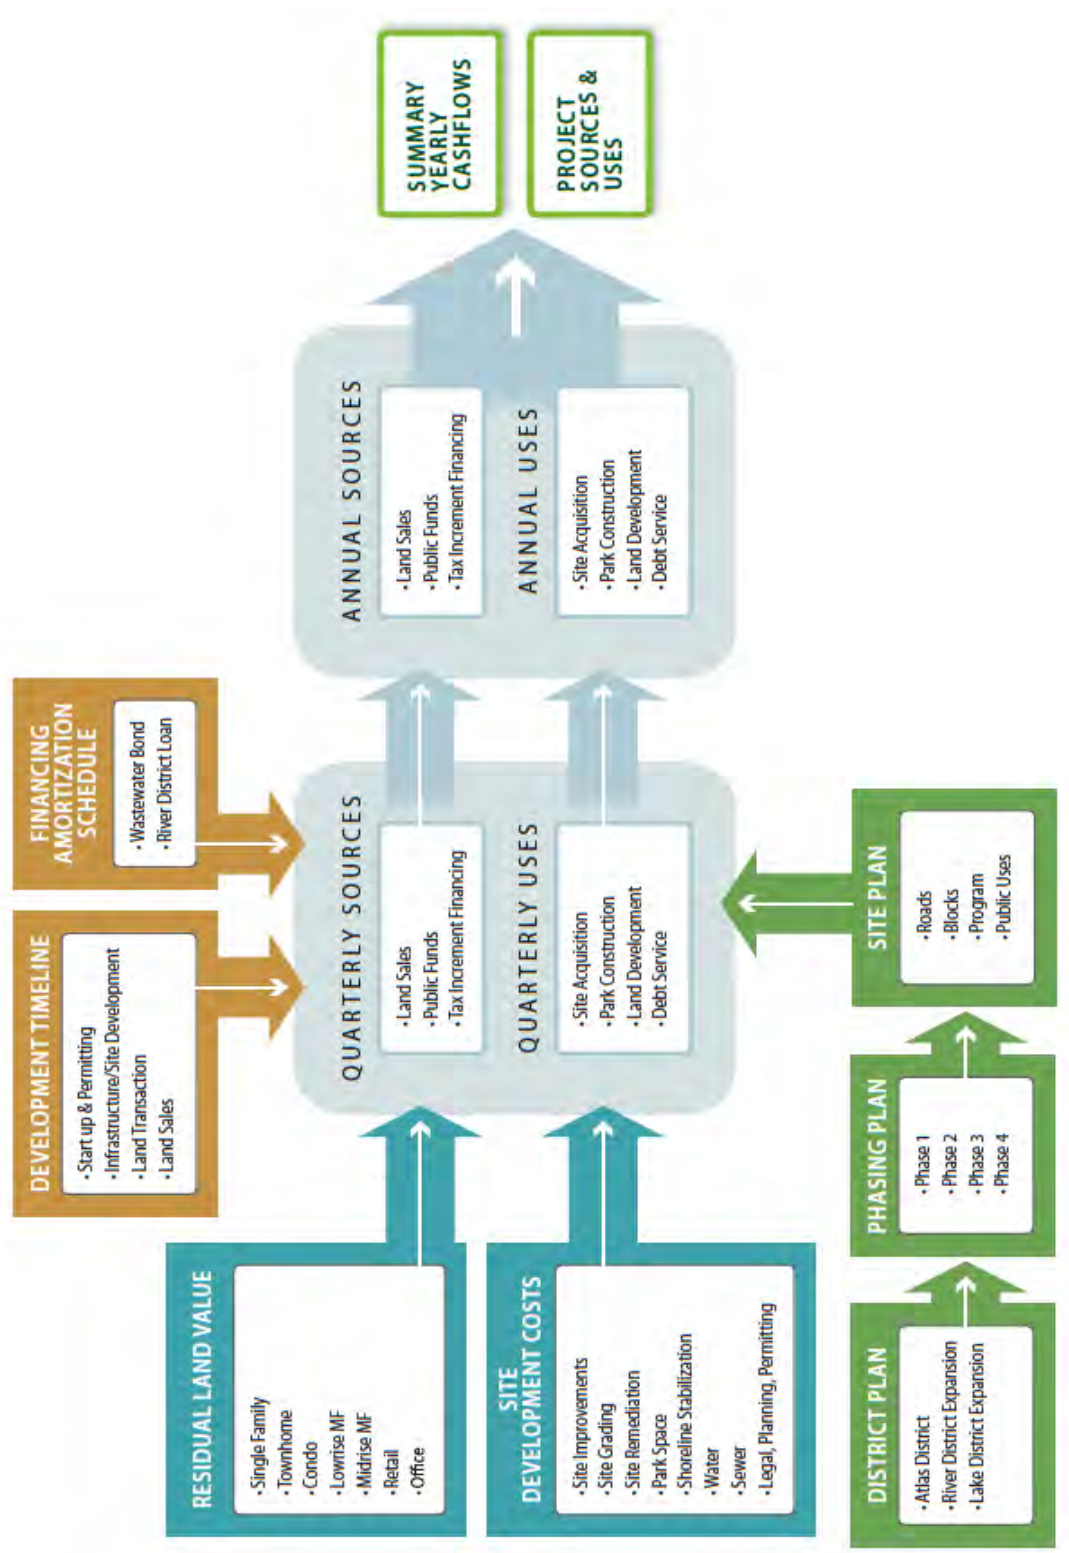 FINANCING
AMORTIZATION
SCHEDULE
• Wastewater Bond
• River District Loan
DEVELOPMENT TIMELINE
• Start up & Permitting
• Infrastructure/Site Development
• Land Transaction
• Land Sales
RESIDUAL LAND VALUE
• Single Family
• Townhome
• Condo
• Lowrise MF
• Midrise MF
• Retail
• Office
SITE
DEVELOPMENT COSTS
• Site Improvements
• Site Grading
• Site Remediation
• Park Space
• Shoreline Stabilization
• Water
• Sewer
• Legal, Planning, Permitting
QUARTERLY SOURCES
• Land Sales
• Public Funds
• Tax Increment Financing
QUARTERLY USES
• Site Acquisition
• Park Construction
• Land Development
• Debt Service
ANNUAL SOURCES
• Land Sales
• Public Funds
• Tax Increment Financing
ANNUAL USES
• Site Acquisition
• Park Construction
• Land Development
• Debt Service
SUMMARY
YEARLY
CASHFLOWS
PROJECT
SOURCES &
USES
DISTRICT PLAN
• Atlas District
• River District Expansion
• Lake District Expansion
PHASING PLAN
• Phase 1
• Phase 2
• Phase 3
• Phase 4
SITE PLAN
• Roads
• Blocks
• Program
• Public Uses